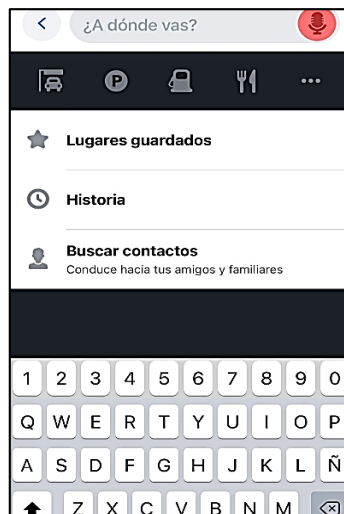 ¿A dónde vas?
P
Lugares guardados
Historia
Buscar contactos
Conduce hacia tus amigos y familiares
1 2 3 4 5 6 7 8 9 0
Q W E R T Y U I O P
A S D F G H J K L Ñ
Z X C V B N M